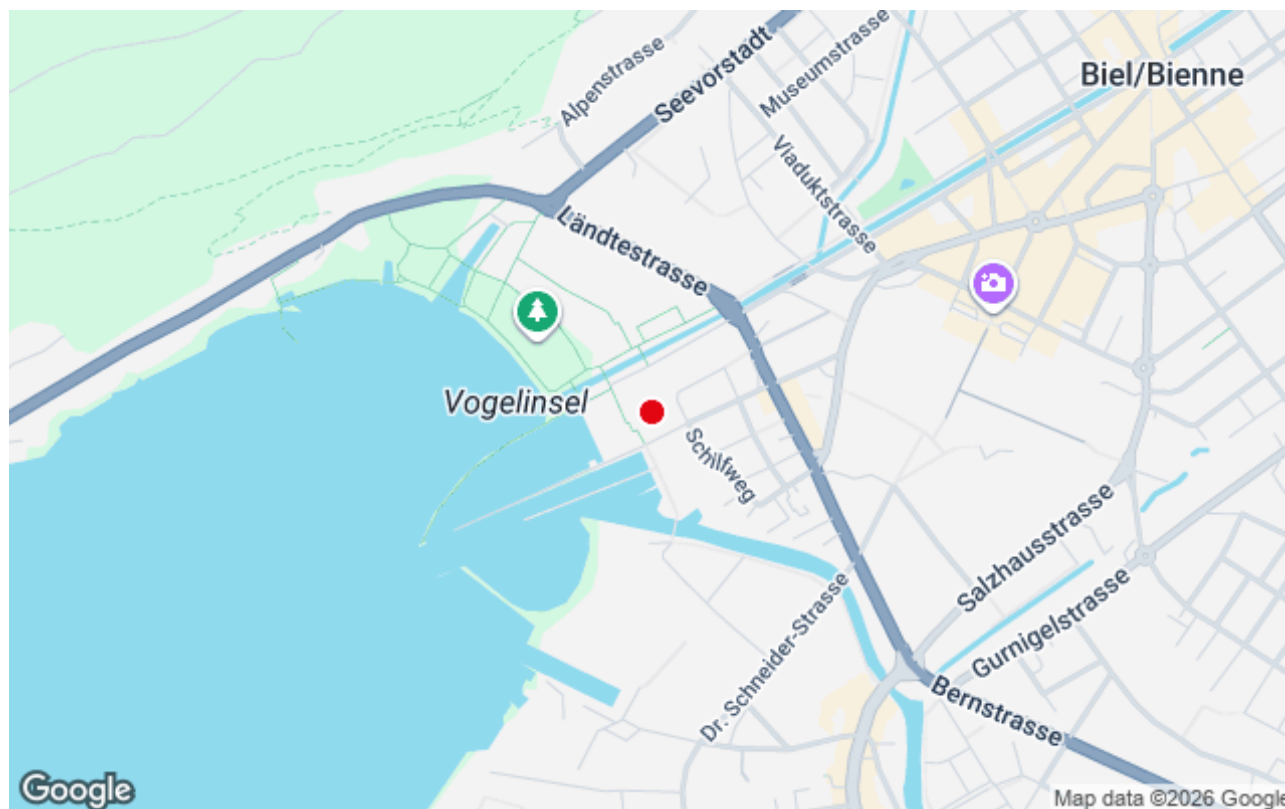 Biel/Bienne
Seevorstadt
Alpenstrasse
Museumstrasse
Viaduktstrasse
Ländtestrasse
Vogelinsel
Schilfweg
Salzhausstrasse
Gurnigelstrasse
Dr. Schneider-Strasse
Bernstrasse
Google
Map data ©2026 Google